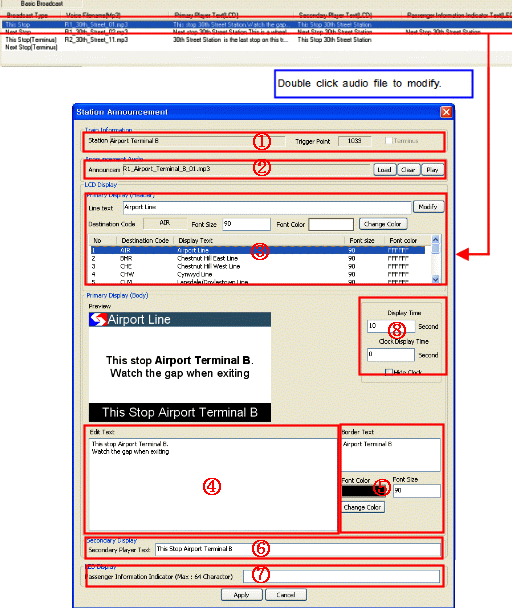 Basic Broadcast
Broadcast Type Voice Filename(Mp3) Primary Player Text(LCD) Secondary Player Text(LCD) Passenger Information Indicator Text(LED
This Stop R1_30th_Street_01.mp3 This stop 30th Street Station.Watch the gap... This Stop 30th Street Station
Next Stop R1_30th_Street_02.mp3 Next stop 30th Street Station This is a wheel... Next Stop 30th Street Station Next Stop 30th Street Station
This Stop[Terminus] R2_30th_Street_11.mp3 30th Street Station is the last stop on this tr... This Stop 30th Street Station
Next Stop[Terminus]
Double click audio file to modify.
Station Announcement
Train Information
Station Airport Terminal B ① Trigger Point 1033 Terminus
Announcement Audio
Announcem R1_Airport_Terminal_B_01.mp3 ② Load Clear Play
LCD Display
Primary Display (Header)
Line text Airport Line Modify
Destination Code AIR Font Size 90 Font Color Change Color
No Destination Code Display Text Font size Font color
1 AIR Airport Line ③ 90 FFFFFF
2 BHR Chestnut Hill East Line 90 FFFFFF
3 CHE Chestnut Hill West Line 90 FFFFFF
4 CHW Cynwyd Line 90 FFFFFF
5 CLM Lansdale/Doylestown Line 90 FFFFFF
Primary Display (Body)
Preview
Airport Line
This stop Airport Terminal B.
Watch the gap when exiting
This Stop Airport Terminal B
Display Time
10 Second
⑧
Clock Display Time
0 Second
Hide Clock
Edit Text
This stop Airport Terminal B.
Watch the gap when exiting
④
Border Text
Airport Terminal B
Font Color Font Size
⑤ 90
Change Color
Secondary Display
Secondary Player Text This Stop Airport Terminal B ⑥
LED Display
Passenger Information Indicator (Max : 64 Charactor) ⑦
Apply Cancel